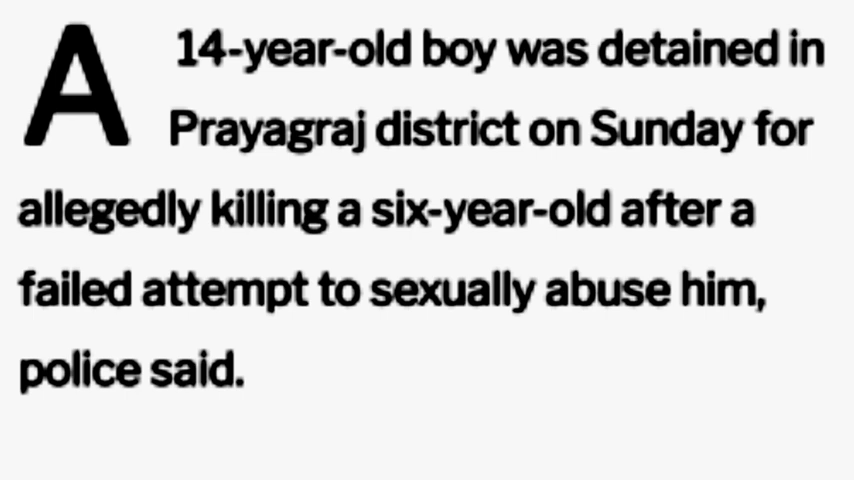 A 14-year-old boy was detained in
Prayagraj district on Sunday for
allegedly killing a six-year-old after a
failed attempt to sexually abuse him,
police said.